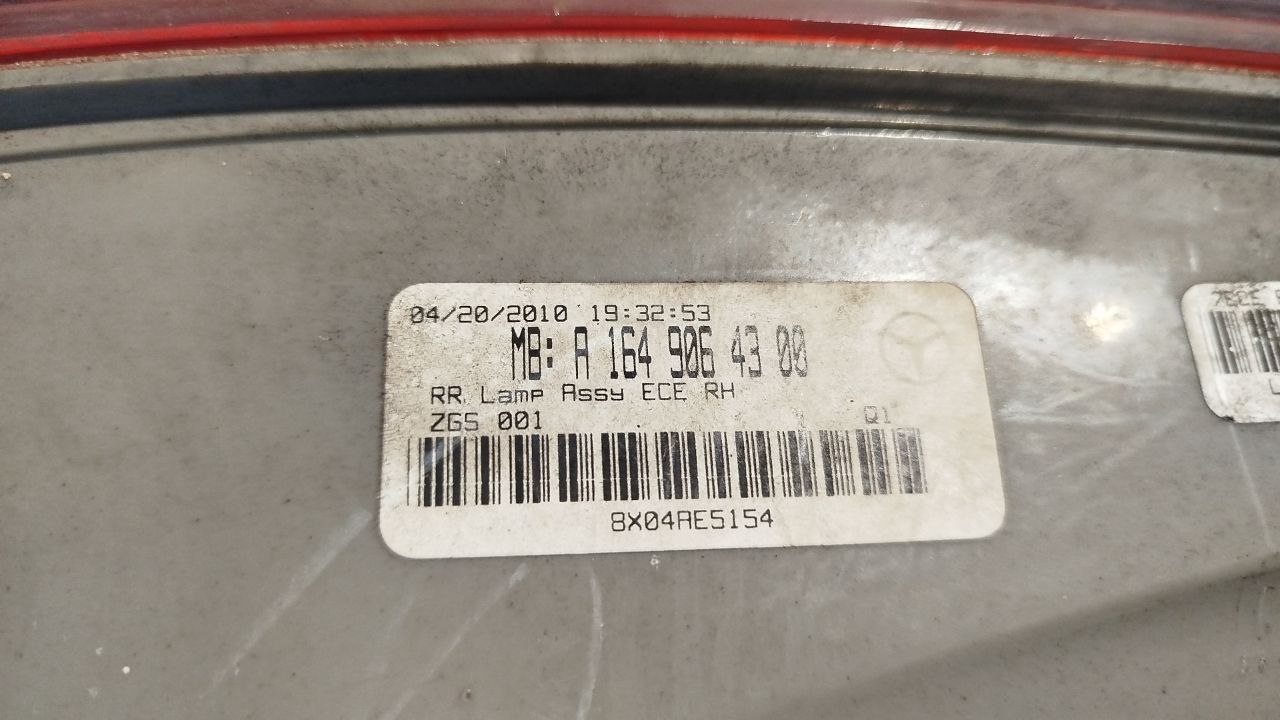 04/20/2010 19:32:53
MB: A 164 906 43 00
RR Lamp Assy ECE RH
ZGS 001 Q1
8X04AE5154